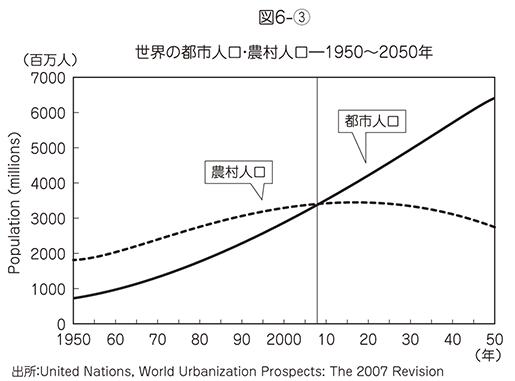 図6-③
世界の都市人口・農村人口―1950〜2050年
(百万人)
Population (millions)
7000
6000
5000
4000
3000
2000
1000
0
都市人口
農村人口
1950 60 70 80 90 2000 10 20 30 40 50
(年)
出所:United Nations, World Urbanization Prospects: The 2007 Revision